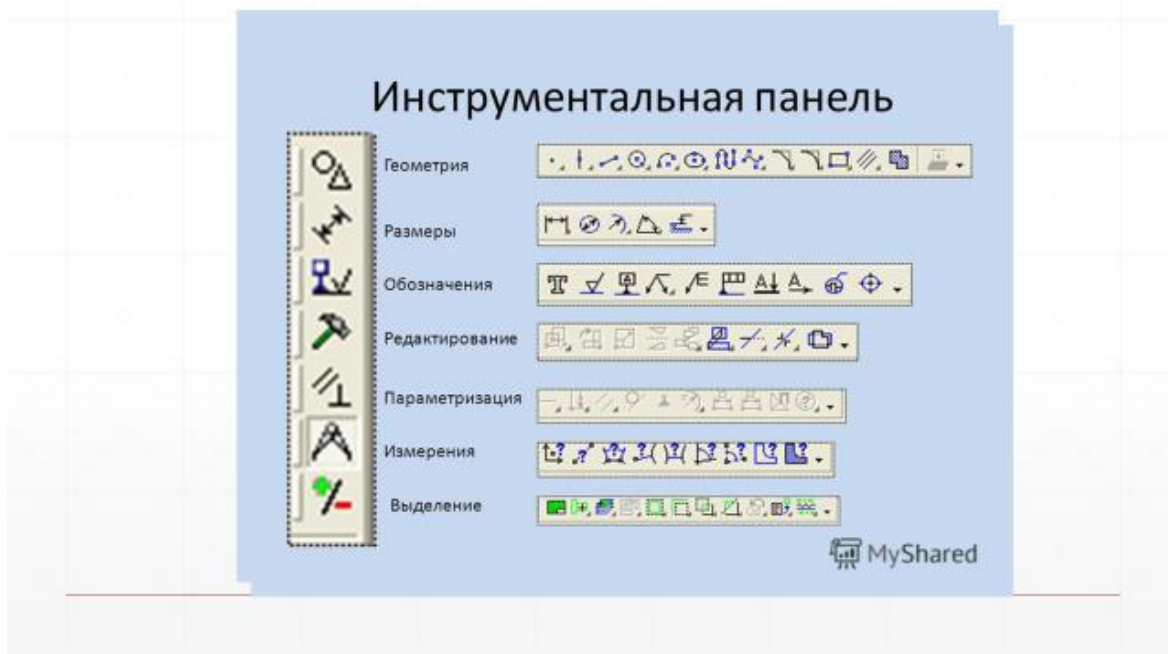 Инструментальная панель
Геометрия
Размеры
Обозначения
Редактирование
Параметризация
Измерения
Выделение
MyShared